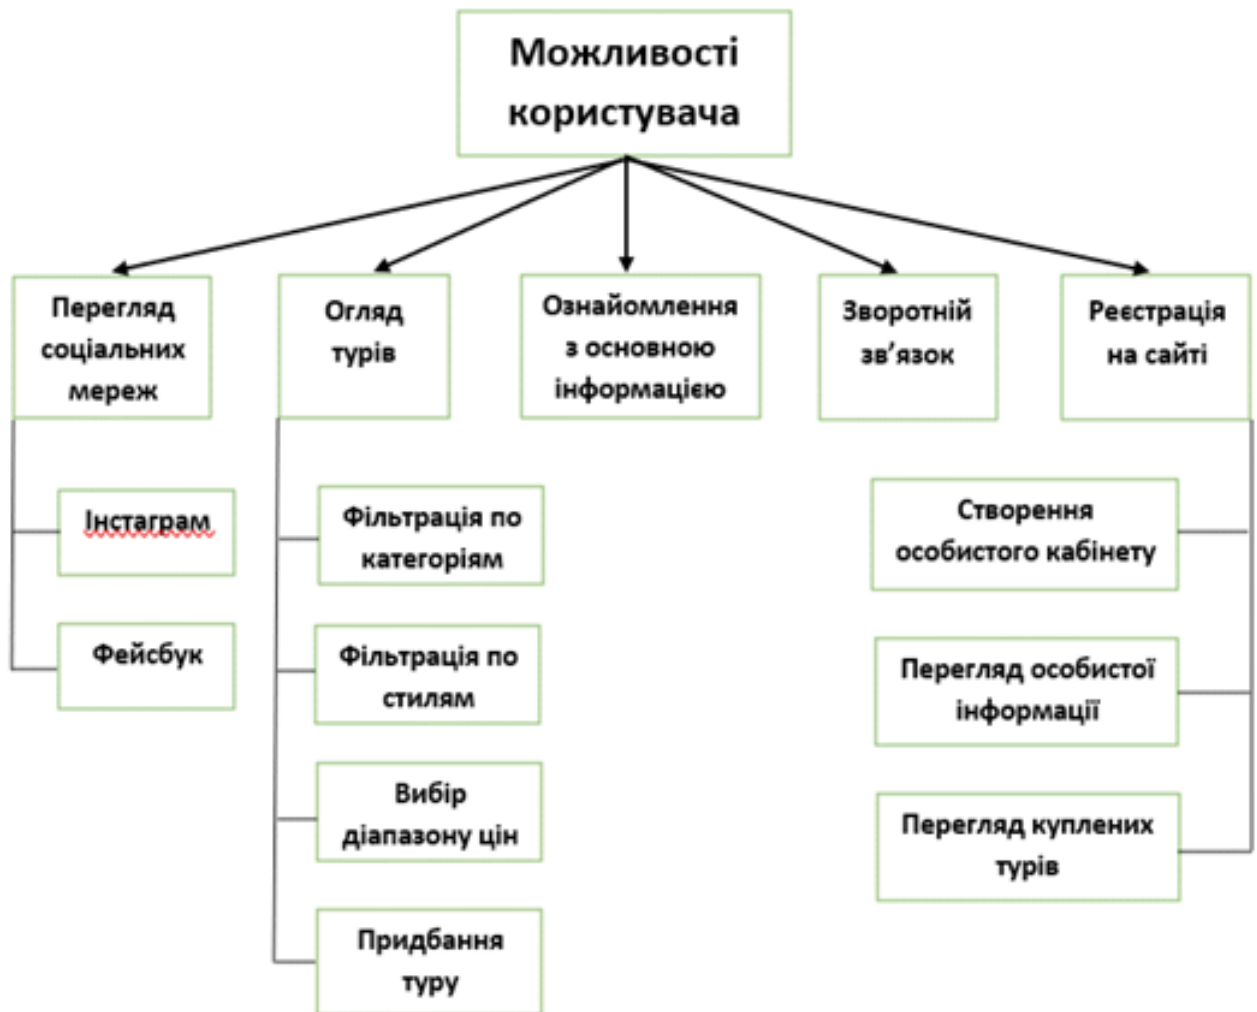 Можливості
користувача
Перегляд
соціальних
мереж
Огляд
турів
Ознайомлення
з основною
інформацією
Зворотній
зв’язок
Реєстрація
на сайті
Інстаграм
Фейсбук
Фільтрація по
категоріям
Фільтрація по
стилям
Вибір
діапазону цін
Придбання
туру
Створення
особистого кабінету
Перегляд особистої
інформації
Перегляд куплених
турів